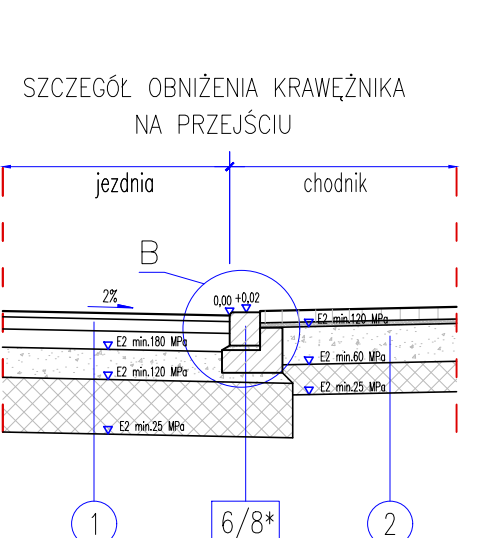 SZCZEGÓŁ OBNIŻENIA KRAWĘŻNIKA
NA PRZEJŚCIU
jezdnia
chodnik
B
2%
0,00 +0,02
E2 min.120 MPa
E2 min.180 MPa
E2 min.60 MPa
E2 min.120 MPa
E2 min.25 MPa
E2 min.25 MPa
1
6/8*
2